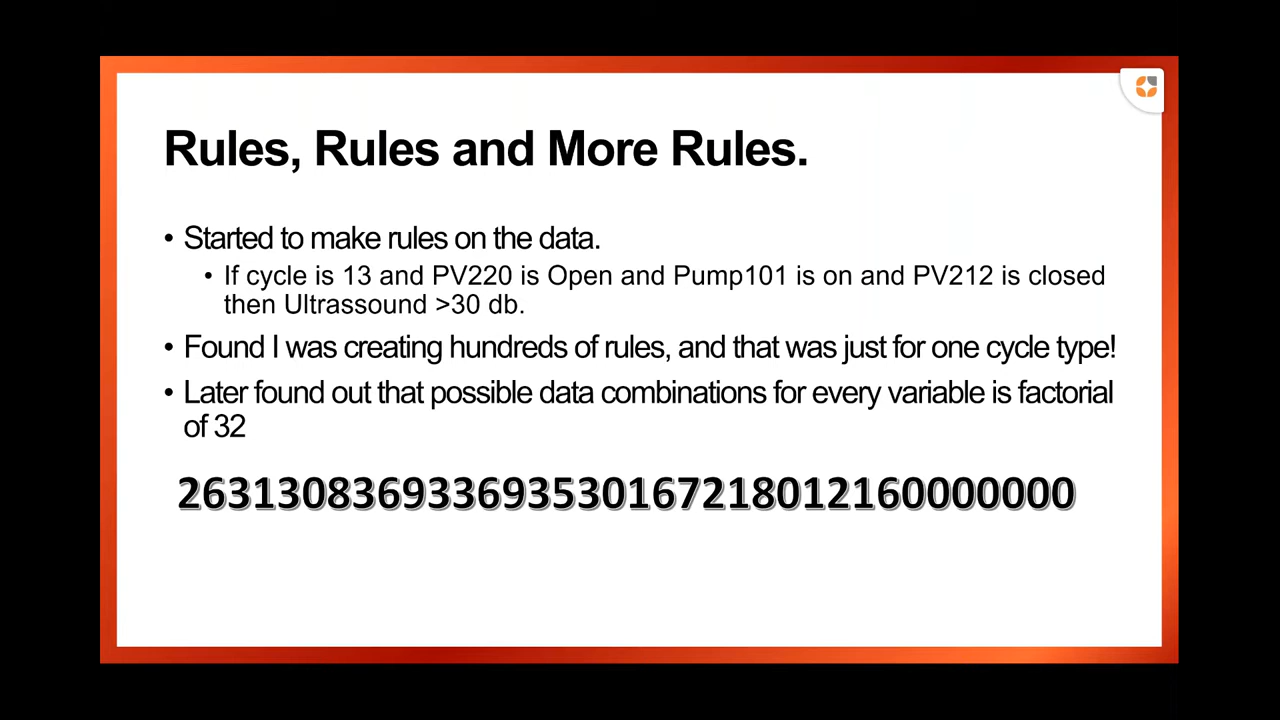 Rules, Rules and More Rules.
• Started to make rules on the data.
• If cycle is 13 and PV220 is Open and Pump101 is on and PV212 is closed
then Ultrassound >30 db.
• Found I was creating hundreds of rules, and that was just for one cycle type!
• Later found out that possible data combinations for every variable is factorial
of 32
263130836933693530167218012160000000